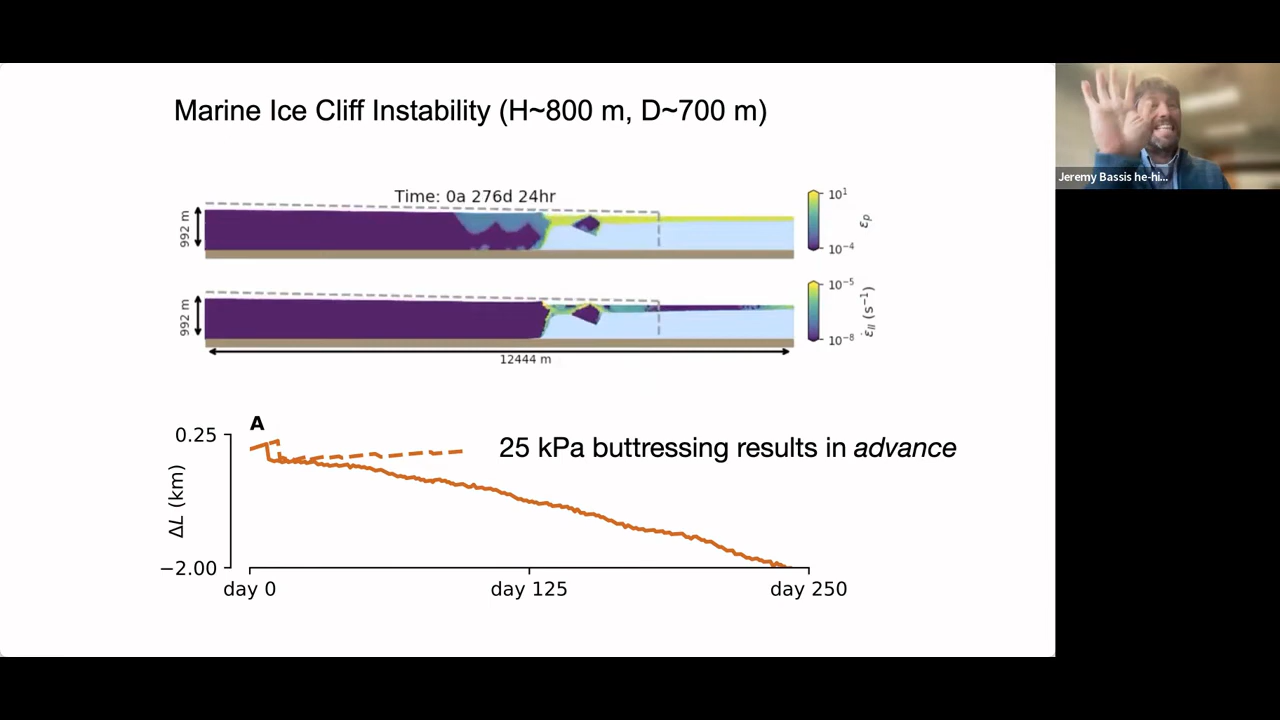 Marine Ice Cliff Instability (H~800 m, D~700 m)
Jeremy Bassis he-hi...
Time: 0a 276d 24hr
992 m
10¹
10⁻⁴
εₚ
992 m
10⁻⁵
10⁻⁸
ε̇_II (s⁻¹)
12444 m
A
0.25
ΔL (km)
−2.00
25 kPa buttressing results in advance
day 0
day 125
day 250